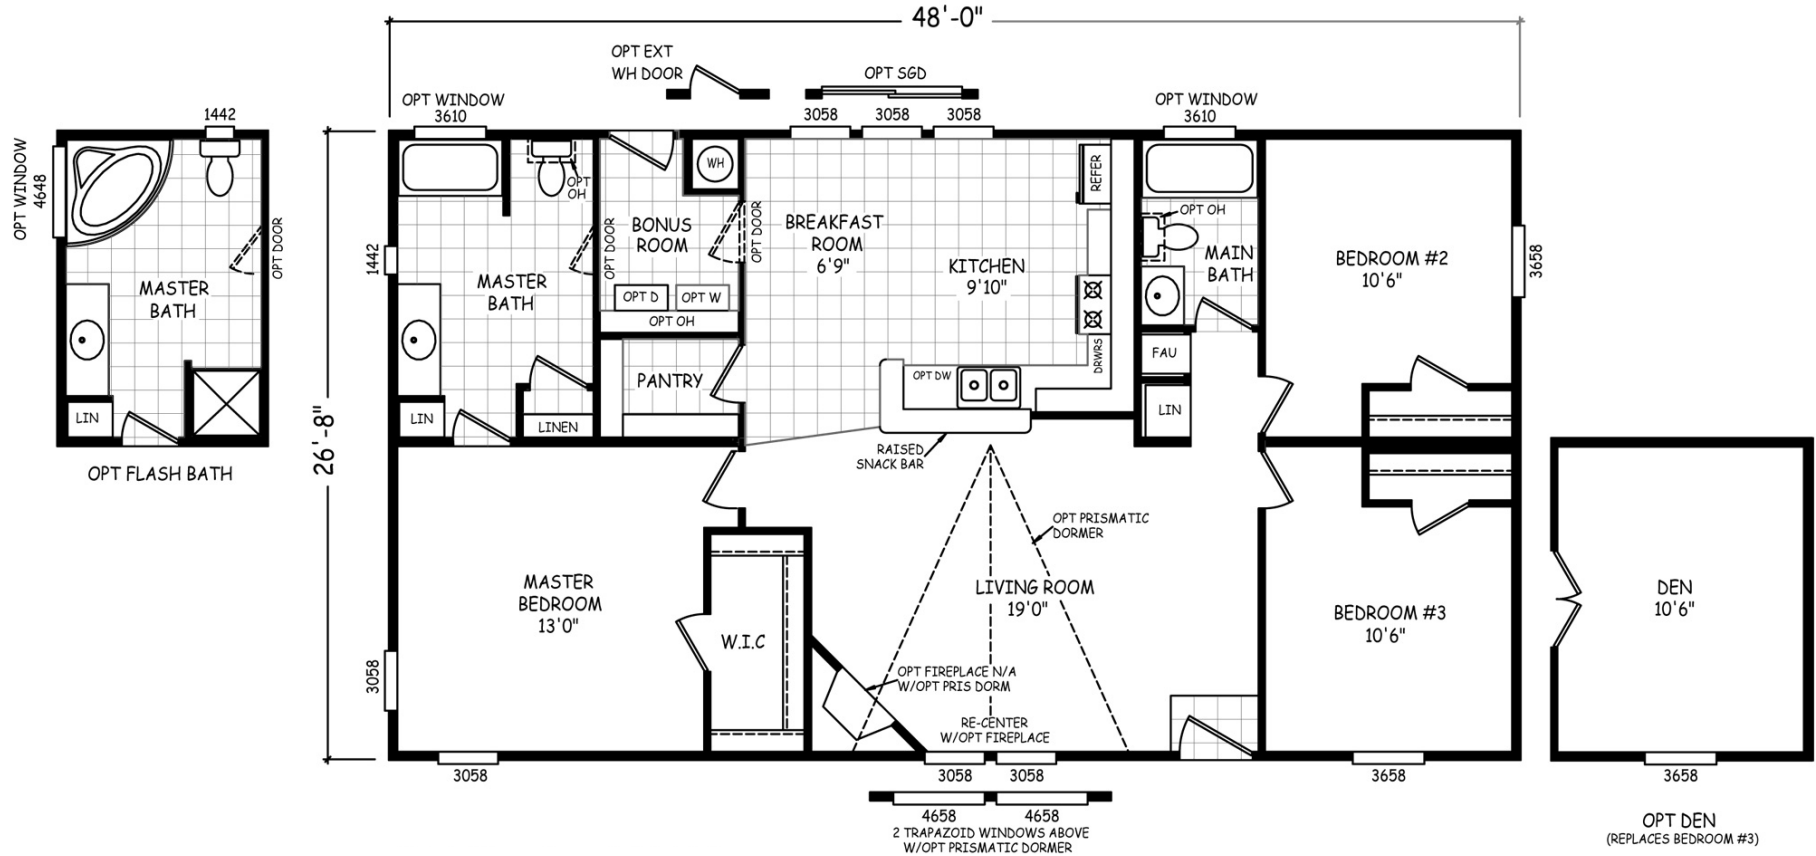 48'-0"
OPT EXT
WH DOOR
OPT SGD
OPT WINDOW
3610
3058
3058
3058
OPT WINDOW
3610
1442
OPT WINDOW
4648
OPT DOOR
MASTER
BATH
LIN
OPT FLASH BATH
26'-8"
1442
OPT
OH
MASTER
BATH
LIN
LINEN
WH
BONUS
ROOM
OPT DOOR
OPT DOOR
OPT D
OPT W
OPT OH
PANTRY
BREAKFAST
ROOM
6'9"
KITCHEN
9'10"
REFER
DRWRS
OPT DW
RAISED
SNACK BAR
OPT OH
MAIN
BATH
FAU
LIN
BEDROOM #2
10'6"
3658
MASTER
BEDROOM
13'0"
3058
3058
W.I.C
OPT PRISMATIC
DORMER
LIVING ROOM
19'0"
OPT FIREPLACE N/A
W/OPT PRIS DORM
RE-CENTER
W/OPT FIREPLACE
3058
3058
4658
4658
2 TRAPAZOID WINDOWS ABOVE
W/OPT PRISMATIC DORMER
BEDROOM #3
10'6"
3658
DEN
10'6"
3658
OPT DEN
(REPLACES BEDROOM #3)